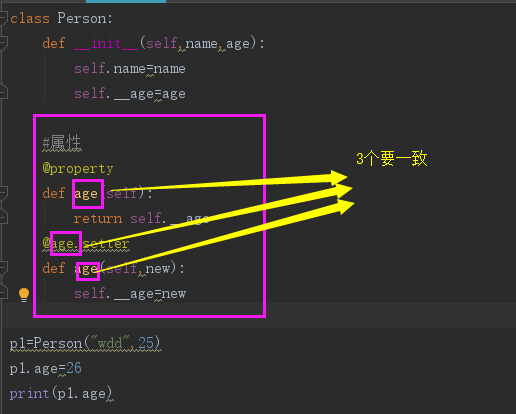 class Person:
def __init__(self,name,age):
self.name=name
self.__age=age
#属性
@property
def age(self):
return self.__age
@age.setter
def age(self,new):
self.__age=new
3个要一致
p1=Person("wdd",25)
p1.age=26
print(p1.age)